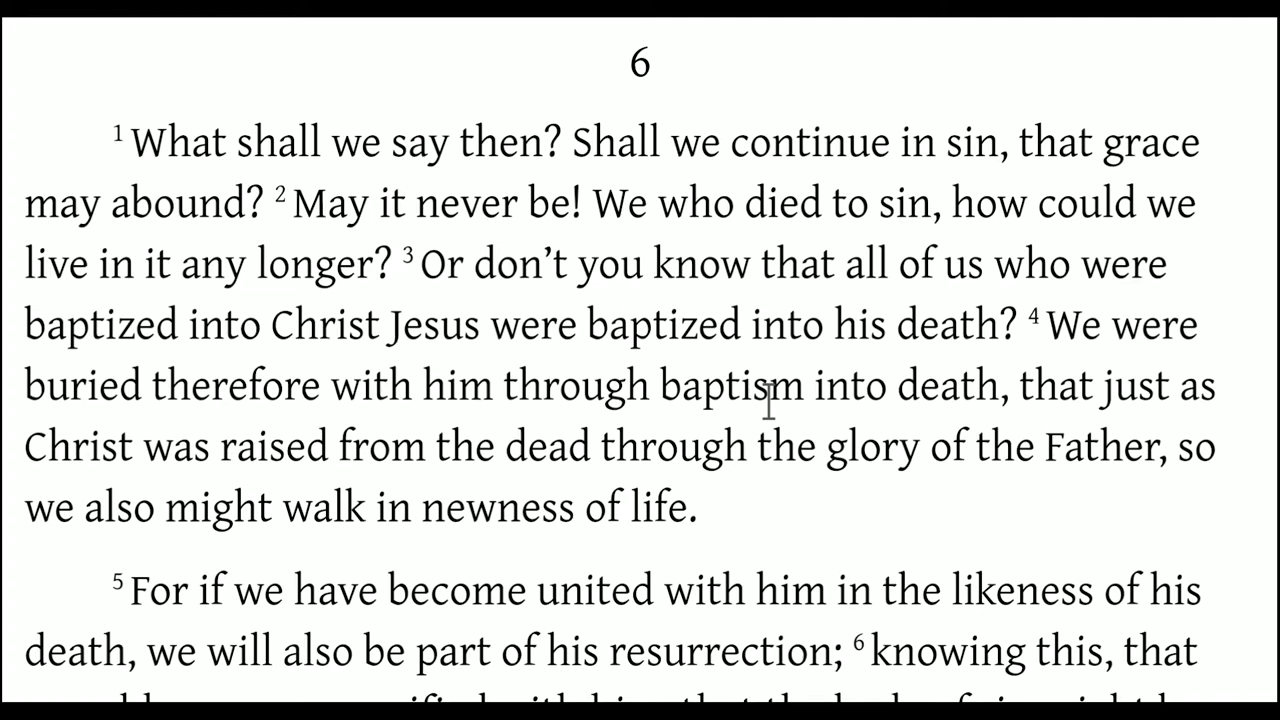 6
1 What shall we say then? Shall we continue in sin, that grace
may abound? 2 May it never be! We who died to sin, how could we
live in it any longer? 3 Or don’t you know that all of us who were
baptized into Christ Jesus were baptized into his death? 4 We were
buried therefore with him through baptism into death, that just as
Christ was raised from the dead through the glory of the Father, so
we also might walk in newness of life.
5 For if we have become united with him in the likeness of his
death, we will also be part of his resurrection; 6 knowing this, that